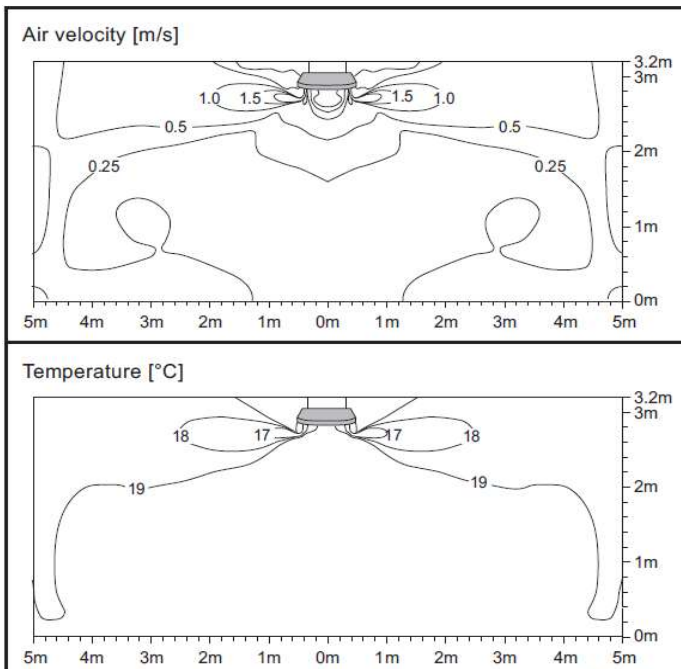 Air velocity [m/s]
3.2m
3m
1.0 1.5 1.5 1.0
0.5 0.5
2m
0.25 0.25
1m
0m
5m 4m 3m 2m 1m 0m 1m 2m 3m 4m 5m
Temperature [°C]
3.2m
3m
18 17 17 18
2m
19 19
1m
0m
5m 4m 3m 2m 1m 0m 1m 2m 3m 4m 5m